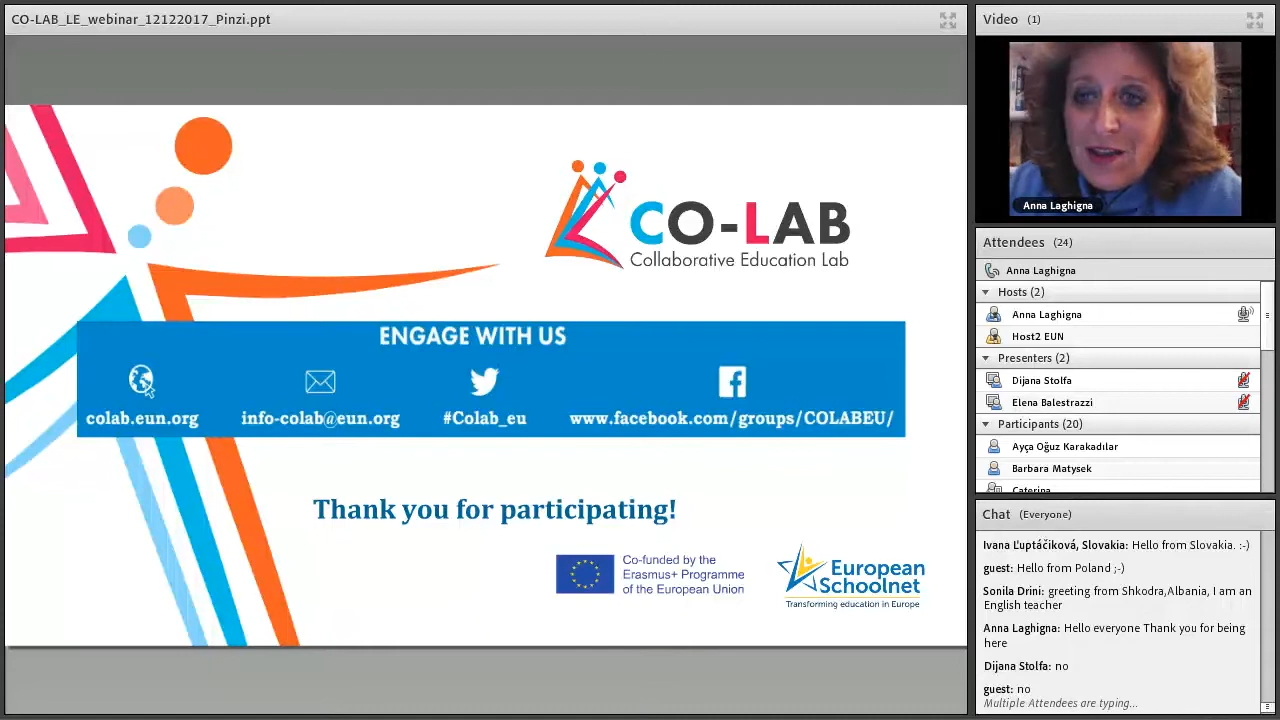 CO-LAB_LE_webinar_12122017_Pinzi.ppt
CO-LAB
Collaborative Education Lab
ENGAGE WITH US
colab.eun.org
info-colab@eun.org
#Colab_eu
www.facebook.com/groups/COLABEU/
Thank you for participating!
Co-funded by the
Erasmus+ Programme
of the European Union
European
Schoolnet
Transforming education in Europe
Video (1)
Anna Laghigna
Attendees (24)
Anna Laghigna
Hosts (2)
Anna Laghigna
Host2 EUN
Presenters (2)
Dijana Stolfa
Elena Balestrazzi
Participants (20)
Ayça Oğuz Karakadılar
Barbara Matysek
Caterina
Chat (Everyone)
Ivana Ľuptáčiková, Slovakia: Hello from Slovakia. :-)
guest: Hello from Poland ;-)
Sonila Drini: greeting from Shkodra,Albania, I am an
English teacher
Anna Laghigna: Hello everyone Thank you for being
here
Dijana Stolfa: no
guest: no
Multiple Attendees are typing...